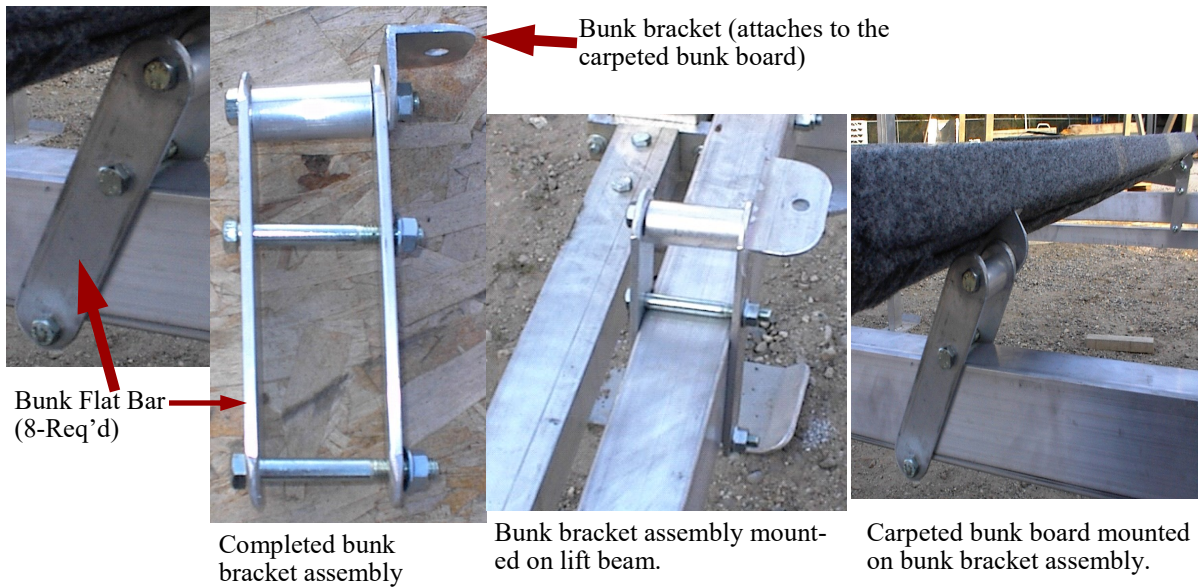 Bunk bracket (attaches to the
carpeted bunk board)
Bunk Flat Bar
(8-Req’d)
Completed bunk
bracket assembly
Bunk bracket assembly mount-
ed on lift beam.
Carpeted bunk board mounted
on bunk bracket assembly.